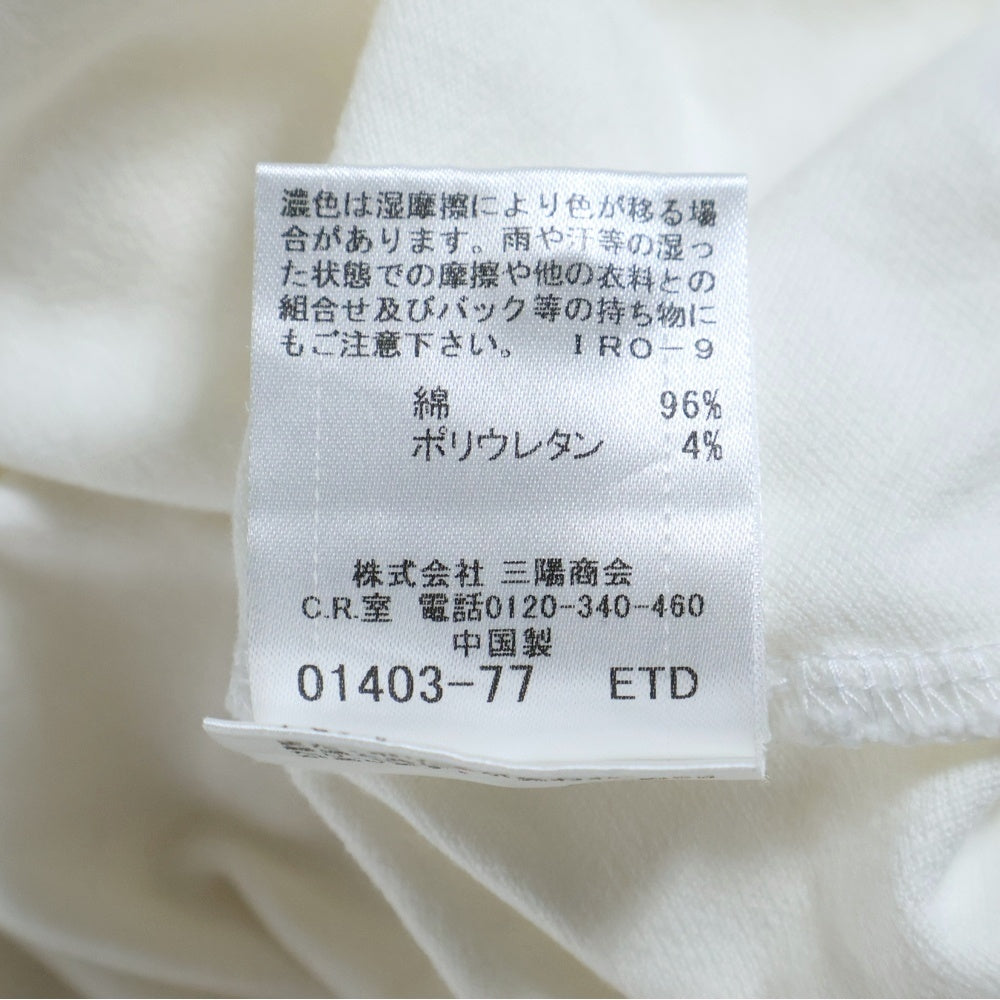 濃色は湿摩擦により色が移る場
合があります。雨や汗等の湿っ
た状態での摩擦や他の衣料との
組合せ及びバック等の持ち物に
もご注意下さい。 IRO-9
綿 96%
ポリウレタン 4%
株式会社 三陽商会
C.R.室 電話0120-340-460
中国製
01403-77 ETD